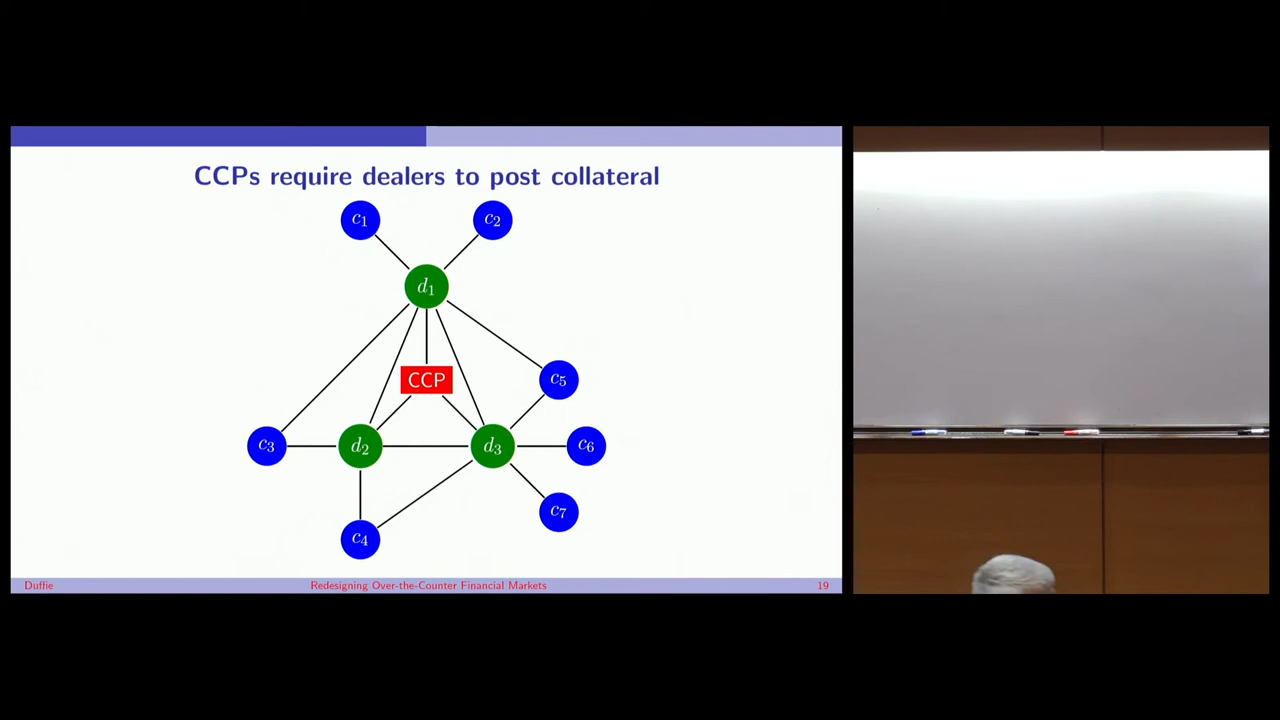 CCPs require dealers to post collateral
c₁
c₂
d₁
CCP
c₅
c₃
d₂
d₃
c₆
c₇
c₄
Duffie
Redesigning Over-the-Counter Financial Markets
19